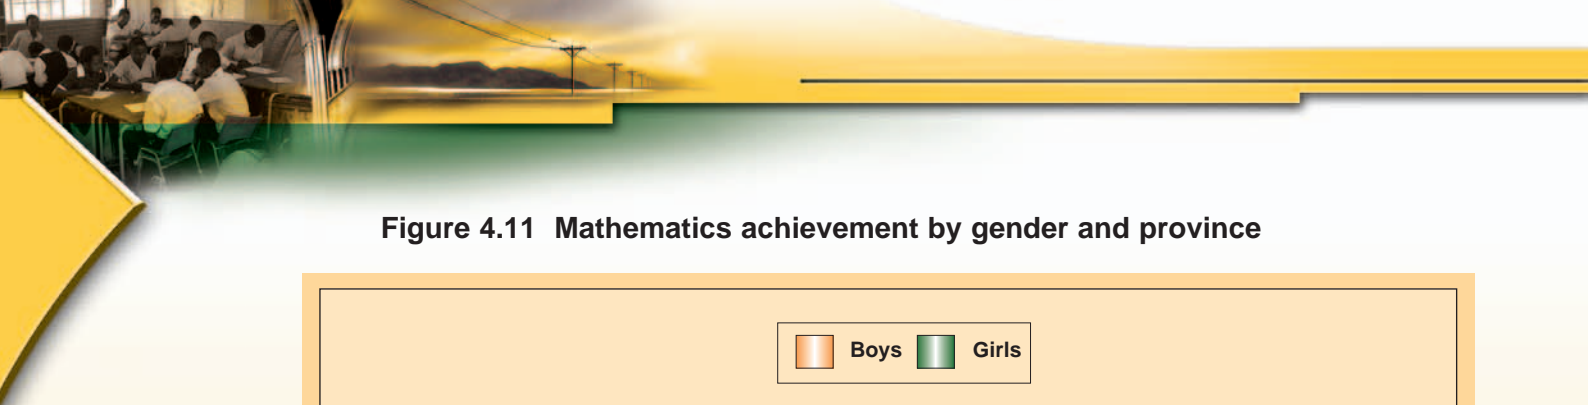 Figure 4.11 Mathematics achievement by gender and province
Boys Girls